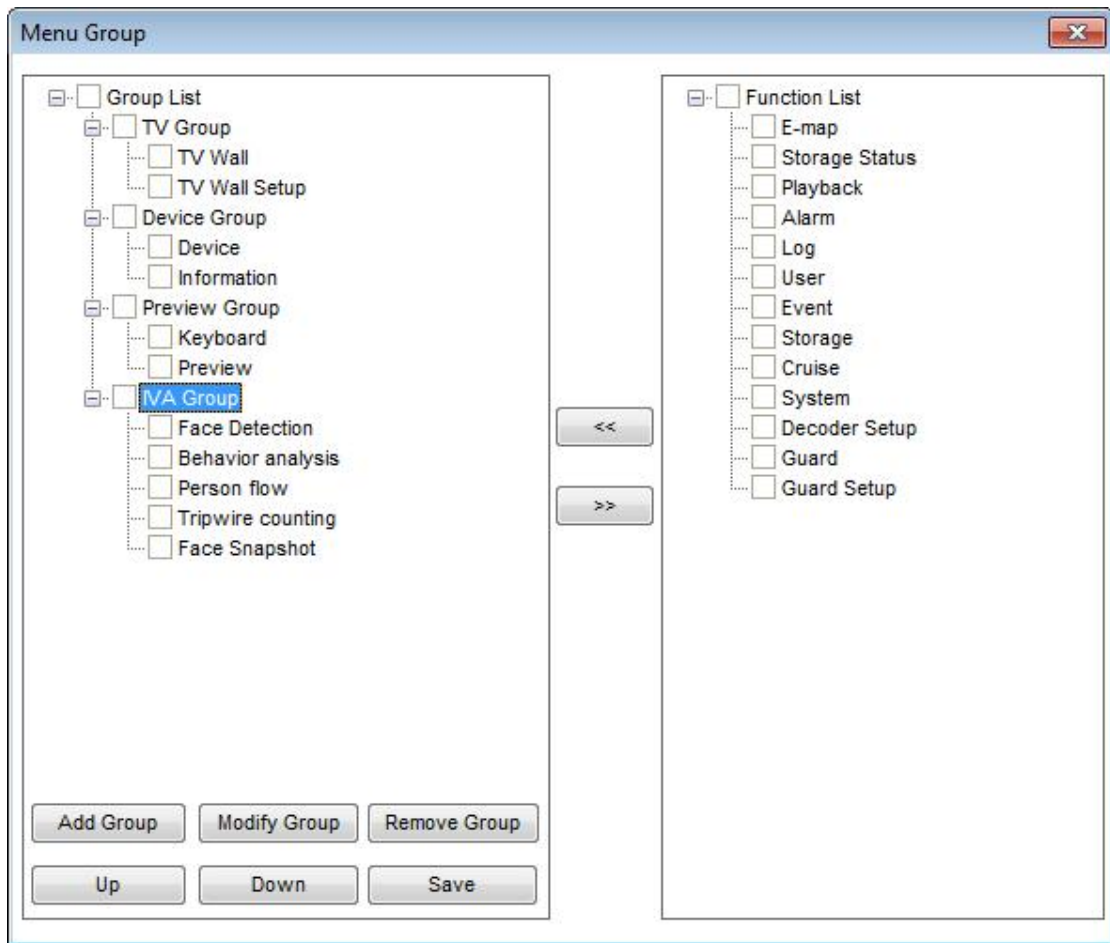 Menu Group
Group List
TV Group
TV Wall
TV Wall Setup
Device Group
Device
Information
Preview Group
Keyboard
Preview
IVA Group
Face Detection
Behavior analysis
Person flow
Tripwire counting
Face Snapshot
Add Group Modify Group Remove Group
Up Down Save
<<
>>
Function List
E-map
Storage Status
Playback
Alarm
Log
User
Event
Storage
Cruise
System
Decoder Setup
Guard
Guard Setup